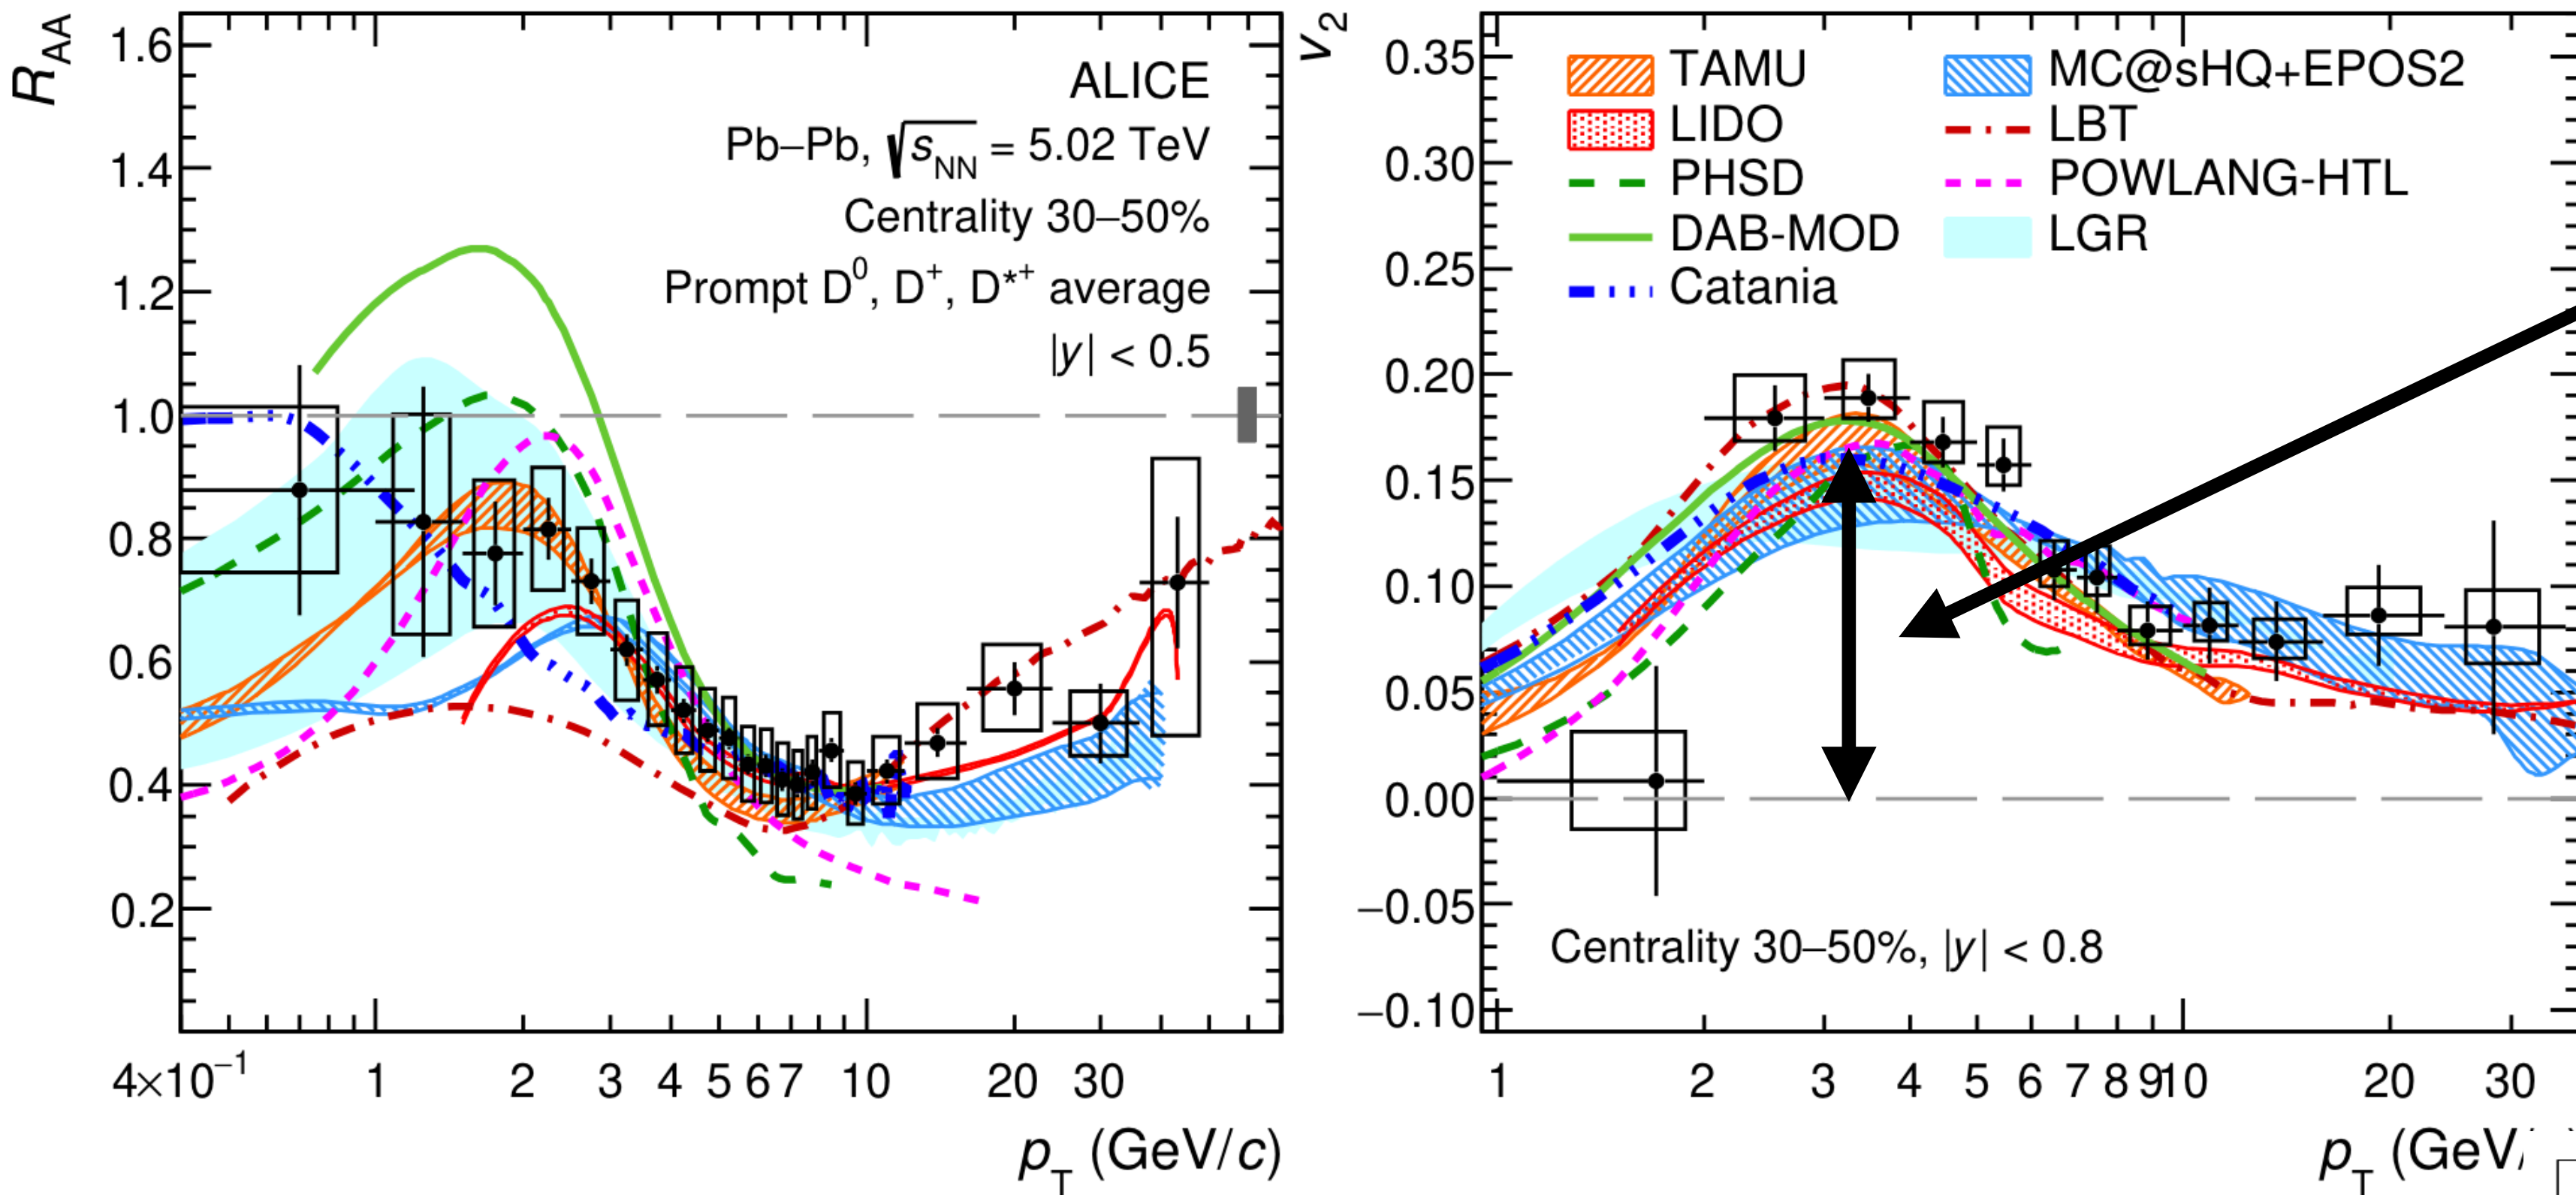 R_AA
1.6
1.4
1.2
1.0
0.8
0.6
0.4
0.2
ALICE
Pb–Pb, √s_NN = 5.02 TeV
Centrality 30–50%
Prompt D⁰, D⁺, D*⁺ average
|y| < 0.5
4×10⁻¹ 1 2 3 4 5 6 7 10 20 30
p_T (GeV/c)
v₂
0.35
0.30
0.25
0.20
0.15
0.10
0.05
0.00
−0.05
−0.10
TAMU
LIDO
PHSD
DAB-MOD
Catania
MC@sHQ+EPOS2
LBT
POWLANG-HTL
LGR
Centrality 30–50%, |y| < 0.8
1 2 3 4 5 6 7 8 9 10 20 30
p_T (GeV/